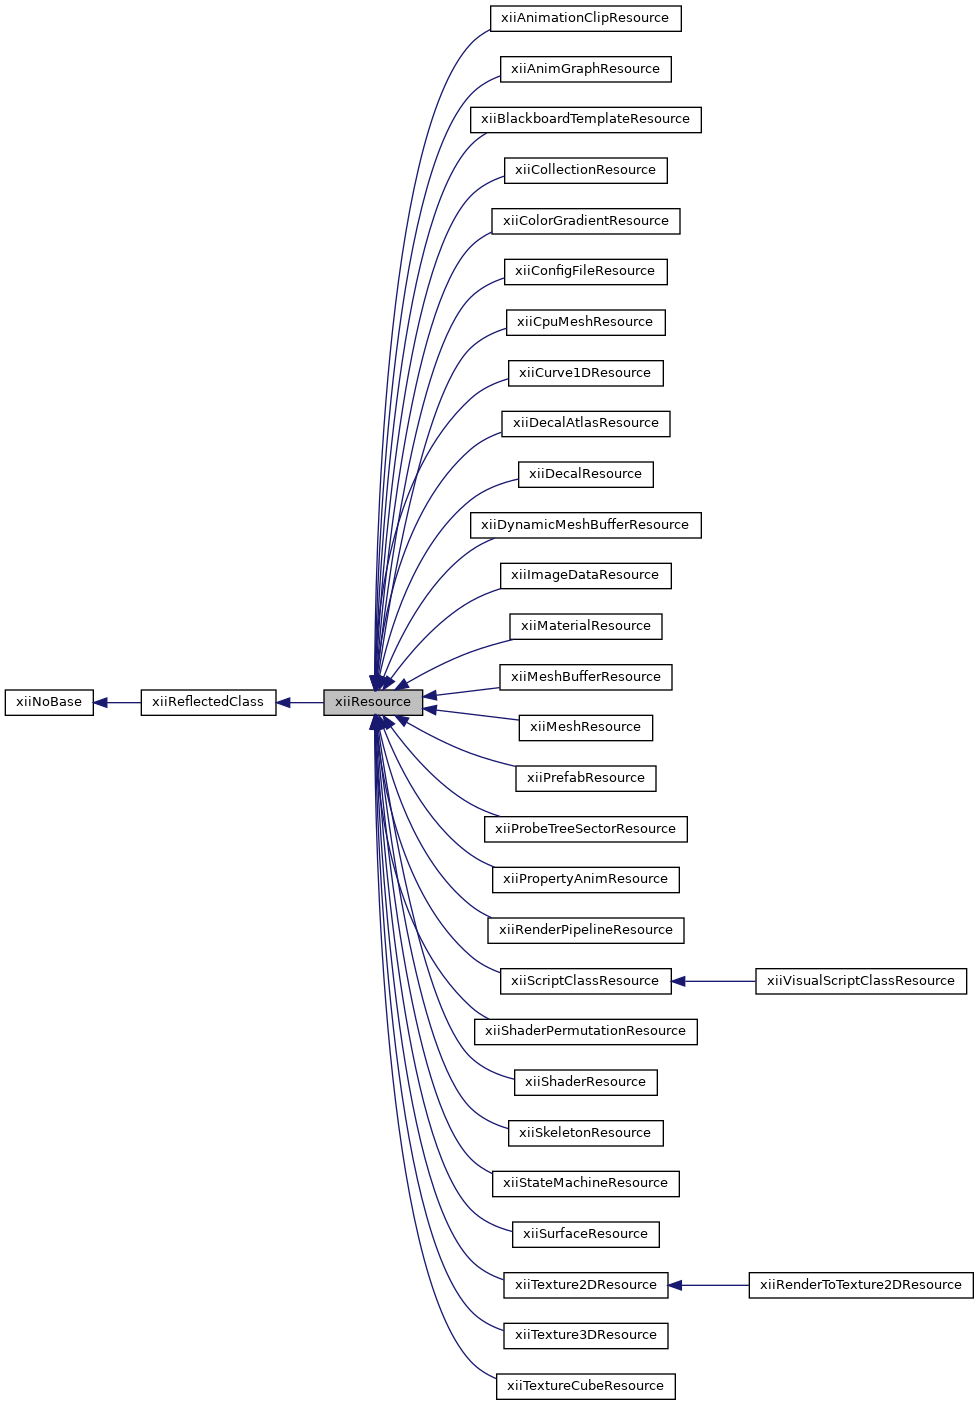 xiiAnimationClipResource
xiiAnimGraphResource
xiiBlackboardTemplateResource
xiiCollectionResource
xiiColorGradientResource
xiiConfigFileResource
xiiCpuMeshResource
xiiCurve1DResource
xiiDecalAtlasResource
xiiDecalResource
xiiDynamicMeshBufferResource
xiiImageDataResource
xiiMaterialResource
xiiMeshBufferResource
xiiNoBase
xiiReflectedClass
xiiResource
xiiMeshResource
xiiPrefabResource
xiiProbeTreeSectorResource
xiiPropertyAnimResource
xiiRenderPipelineResource
xiiScriptClassResource
xiiVisualScriptClassResource
xiiShaderPermutationResource
xiiShaderResource
xiiSkeletonResource
xiiStateMachineResource
xiiSurfaceResource
xiiTexture2DResource
xiiRenderToTexture2DResource
xiiTexture3DResource
xiiTextureCubeResource